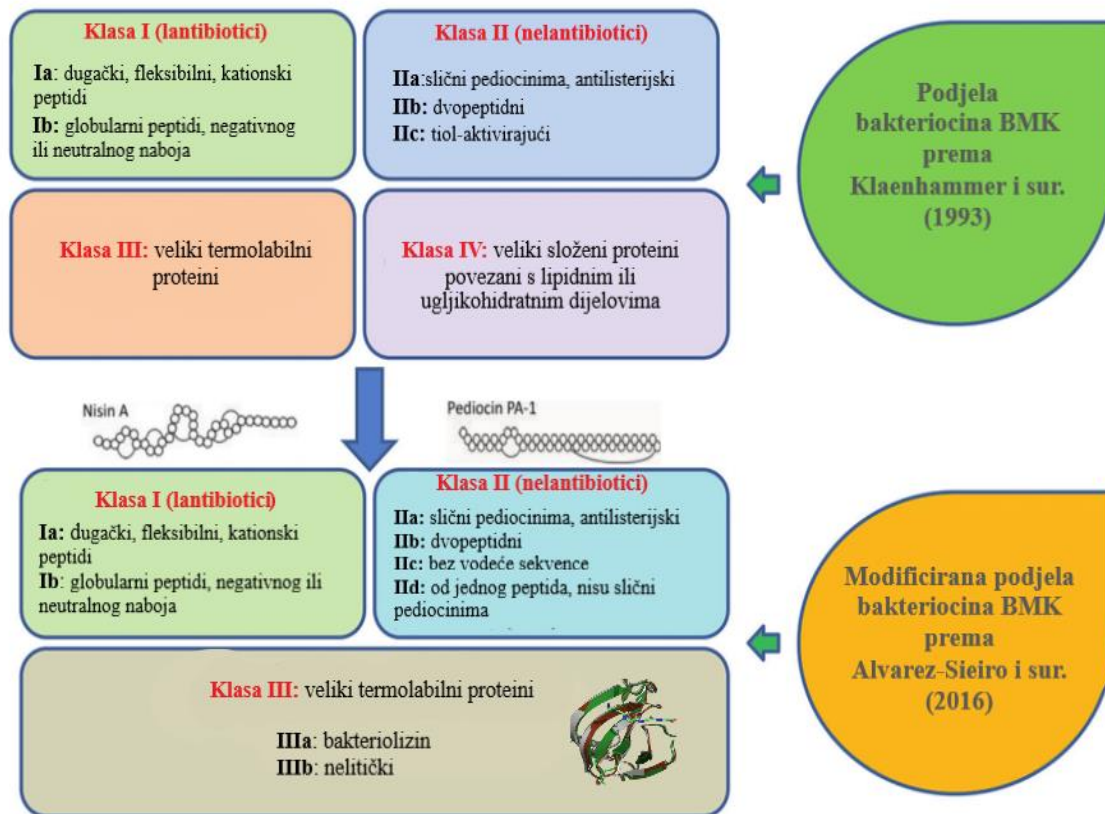 Klasa I (lantibiotici)
Ia: dugački, fleksibilni, kationski
peptidi
Ib: globularni peptidi, negativnog
ili neutralnog naboja
Klasa II (nelantibiotici)
IIa:slični pediocinima, antilisterijski
IIb: dvopeptidni
IIc: tiol-aktivirajući
Podjela
bakteriocina BMK
prema
Klaenhammer i sur.
(1993)
Klasa III: veliki termolabilni
proteini
Klasa IV: veliki složeni proteini
povezani s lipidnim ili
ugljikohidratnim dijelovima
Nisin A
Pediocin PA-1
Klasa I (lantibiotici)
Ia: dugački, fleksibilni, kationski
peptidi
Ib: globularni peptidi, negativnog ili
neutralnog naboja
Klasa II (nelantibiotici)
IIa: slični pediocinima, antilisterijski
IIb: dvopeptidni
IIc: bez vodeće sekvence
IId: od jednog peptida, nisu slični
pediocinima
Modificirana podjela
bakteriocina BMK
prema
Alvarez-Sieiro i sur.
(2016)
Klasa III: veliki termolabilni proteini
IIIa: bakteriolizin
IIIb: nelitički